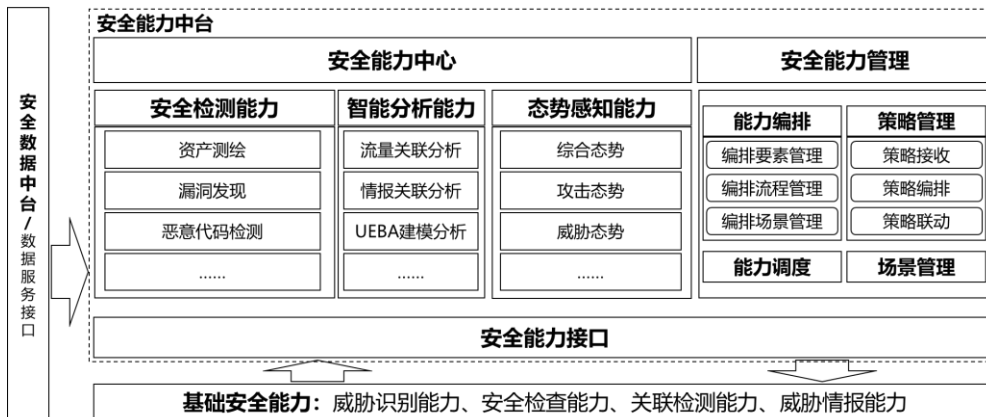 安全数据中台/数据服务接口
安全能力中台
安全能力中心
安全能力管理
安全检测能力
资产测绘
漏洞发现
恶意代码检测
……
智能分析能力
流量关联分析
情报关联分析
UEBA建模分析
……
态势感知能力
综合态势
攻击态势
威胁态势
……
能力编排
编排要素管理
编排流程管理
编排场景管理
策略管理
策略接收
策略编排
策略联动
能力调度
场景管理
安全能力接口
基础安全能力：威胁识别能力、安全检查能力、关联检测能力、威胁情报能力